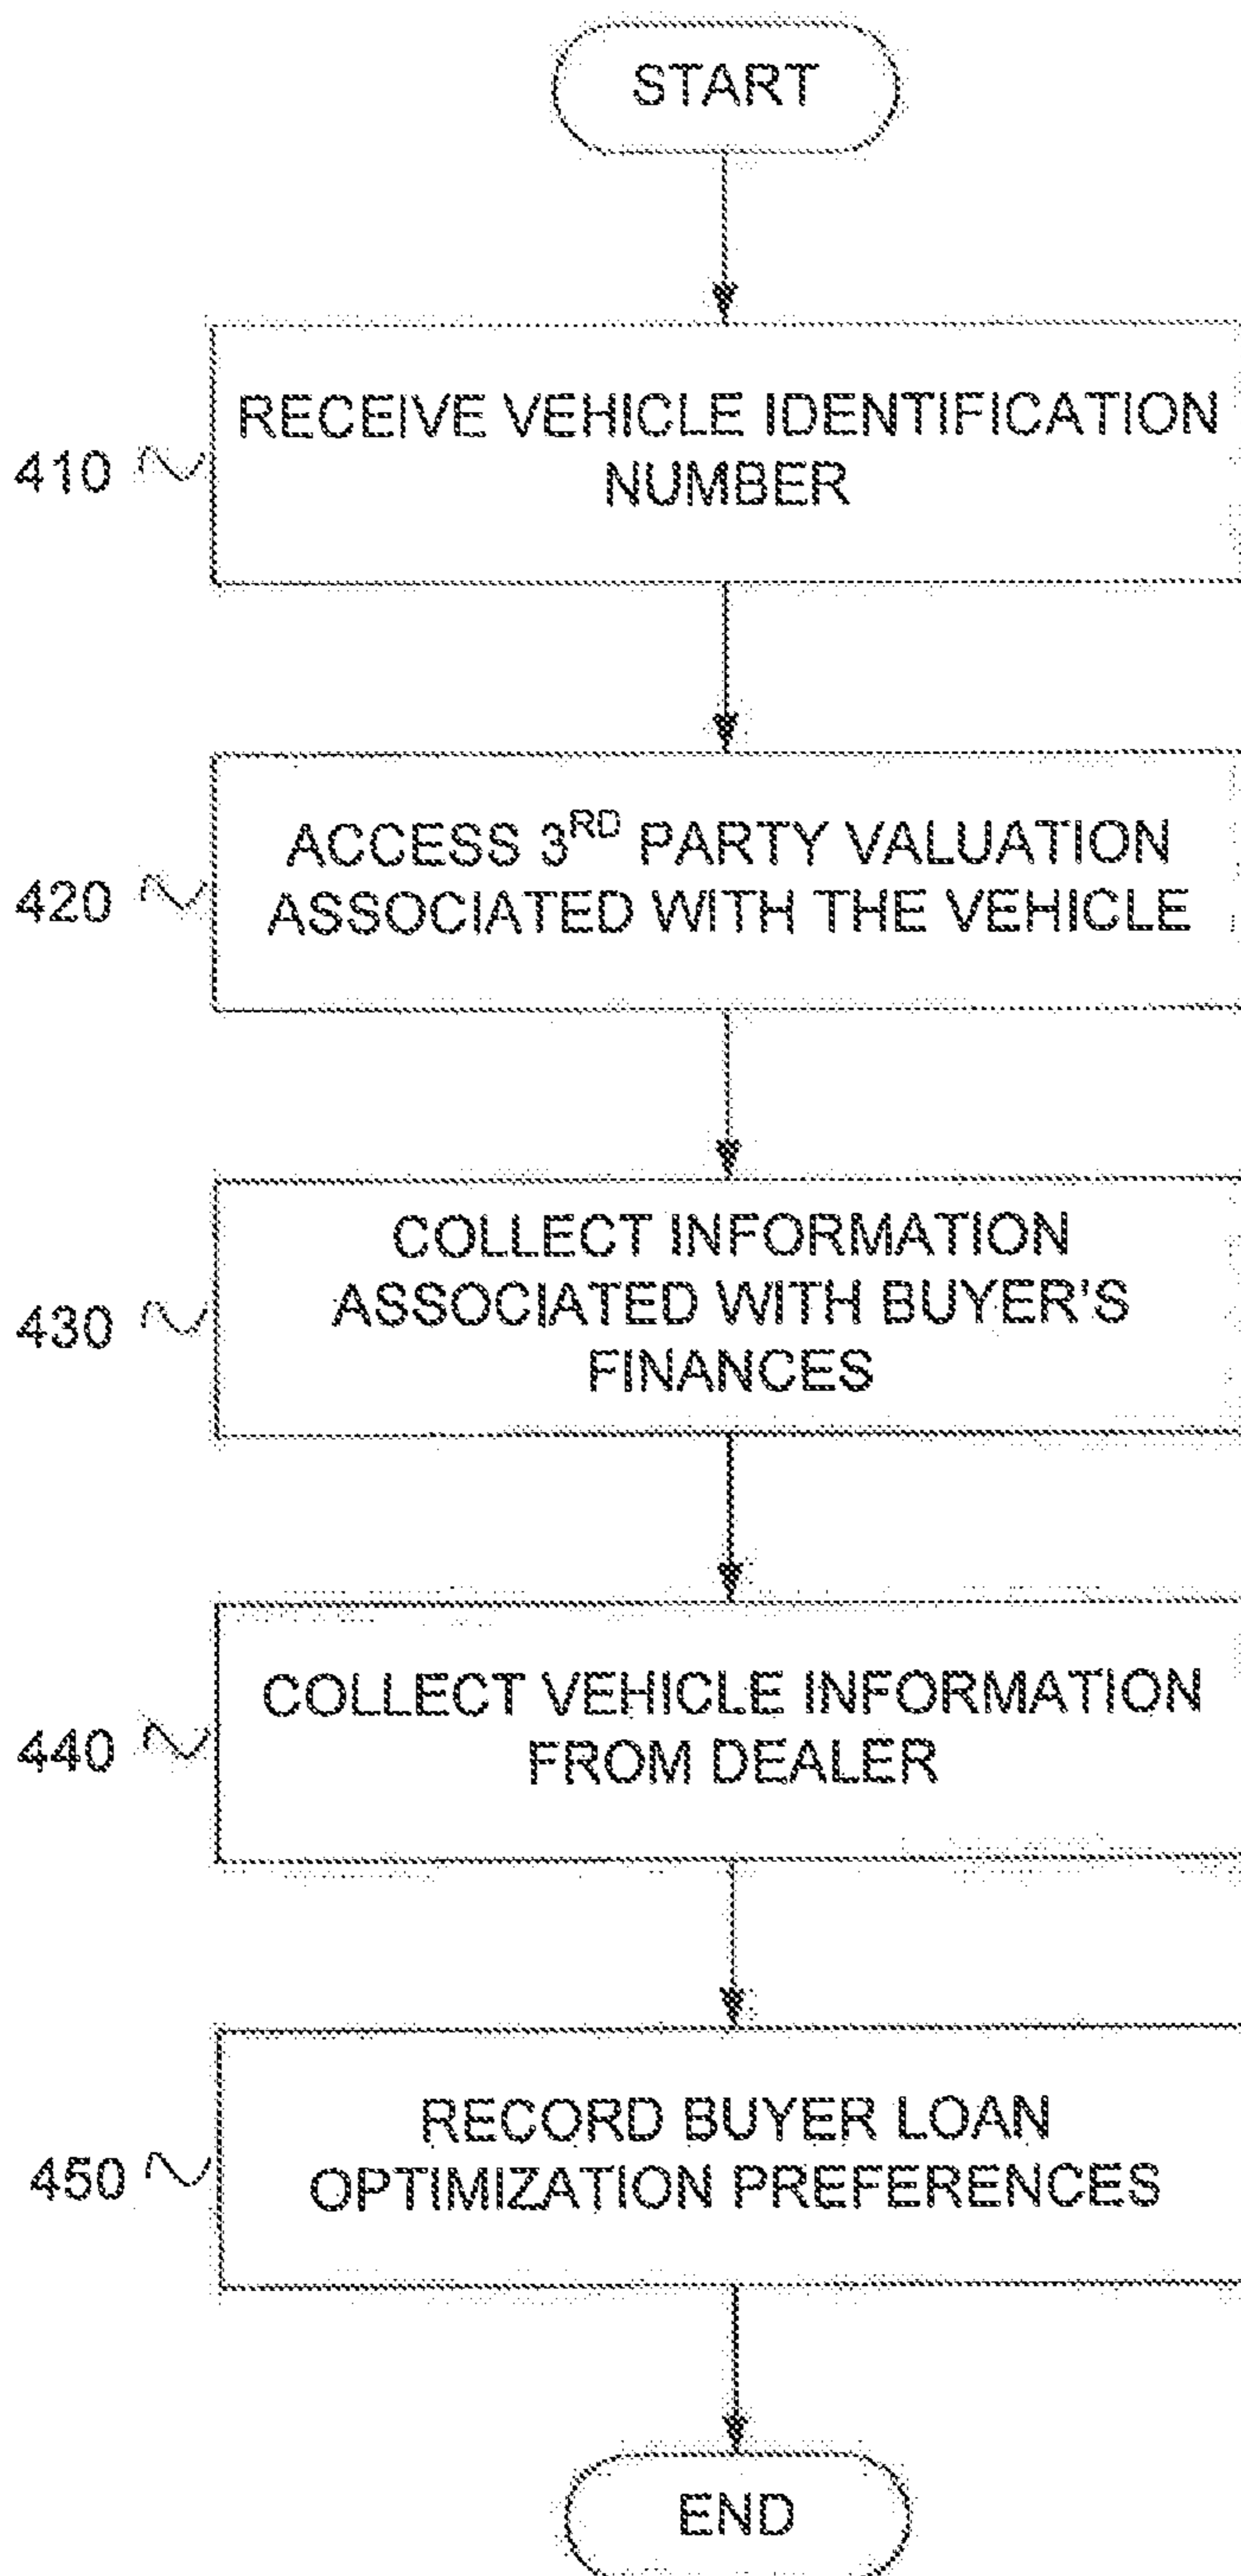 START
RECEIVE VEHICLE IDENTIFICATION
NUMBER
410
ACCESS 3RD PARTY VALUATION
ASSOCIATED WITH THE VEHICLE
420
COLLECT INFORMATION
ASSOCIATED WITH BUYER'S
FINANCES
430
COLLECT VEHICLE INFORMATION
FROM DEALER
440
RECORD BUYER LOAN
OPTIMIZATION PREFERENCES
450
END